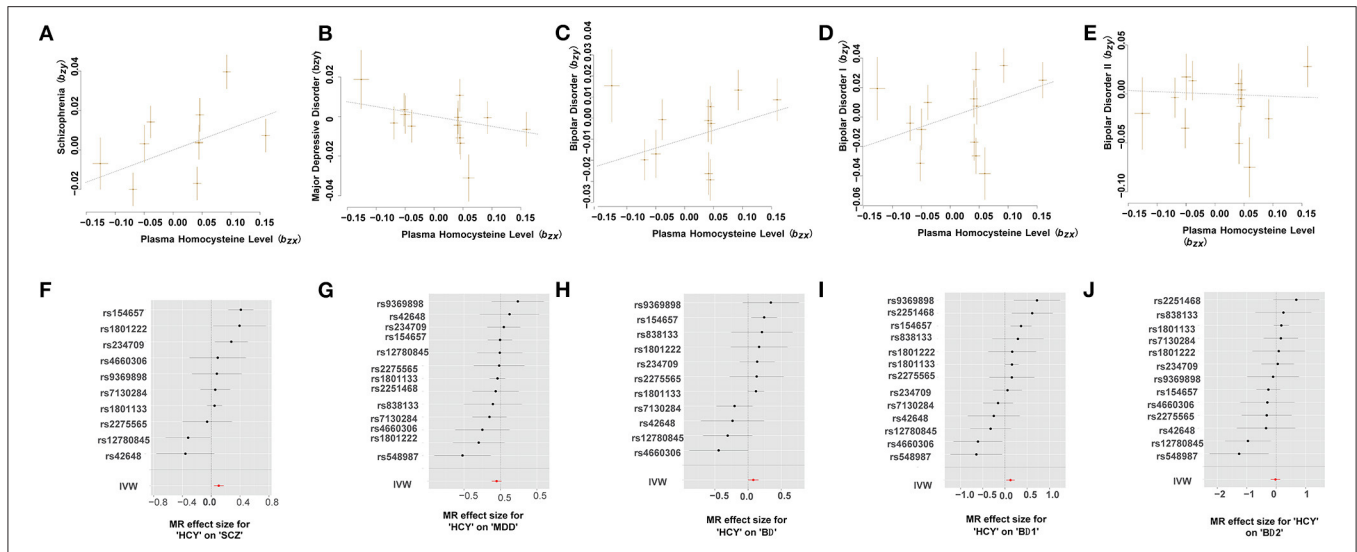 A
Schizophrenia (bzy)
0.04
0.02
0.00
−0.02
−0.15 −0.10 −0.05 0.00 0.05 0.10 0.15
Plasma Homocysteine Level (bzx)
B
Major Depressive Disorder (bzy)
0.04
0.02
0
−0.02
−0.04
−0.15 −0.10 −0.05 0.00 0.05 0.10 0.15
Plasma Homocysteine Level (bzx)
C
Bipolar Disorder (bzy)
0.03
0.02
0.01
0.00
−0.01
−0.02
−0.03
−0.15 −0.10 −0.05 0.00 0.05 0.10 0.15
Plasma Homocysteine Level (bzx)
D
Bipolar Disorder I (bzy)
0.04
0.02
0.00
−0.02
−0.04
−0.06
−0.15 −0.10 −0.05 0.00 0.05 0.10 0.15
Plasma Homocysteine Level (bzx)
E
Bipolar Disorder II (bzy)
0.05
0.00
−0.05
−0.10
−0.15 −0.10 −0.05 0.00 0.05 0.10 0.15
Plasma Homocysteine Level
(bzx)
F
rs154657
rs1801222
rs234709
rs4660306
rs9369898
rs7130284
rs1801133
rs2275565
rs12780845
rs42648
IVW
−0.8 −0.4 0.0 0.4 0.8
MR effect size for
'HCY' on 'SCZ'
G
rs9369898
rs42648
rs234709
rs154657
rs12780845
rs2275565
rs1801133
rs2251468
rs838133
rs7130284
rs4660306
rs1801222
rs548987
IVW
−0.5 0.5 0.5
MR effect size for
'HCY' on 'MDD'
H
rs9369898
rs154657
rs838133
rs1801222
rs234709
rs2275565
rs1801133
rs7130284
rs42648
rs12780845
rs4660306
IVW
−0.5 0.0 0.5
MR effect size for
'HCY' on 'BD'
I
rs9369898
rs2251468
rs154657
rs838133
rs1801222
rs1801133
rs2275565
rs234709
rs7130284
rs42648
rs12780845
rs4660306
rs548987
IVW
−1.0 −0.5 0.0 0.5 1.0
MR effect size for
'HCY' on 'BD1'
J
rs2251468
rs838133
rs1801133
rs7130284
rs1801222
rs234709
rs9369898
rs154657
rs4660306
rs2275565
rs42648
rs12780845
rs548987
IVW
−2 −1 0 1
MR effect size for 'HCY'
on 'BD2'